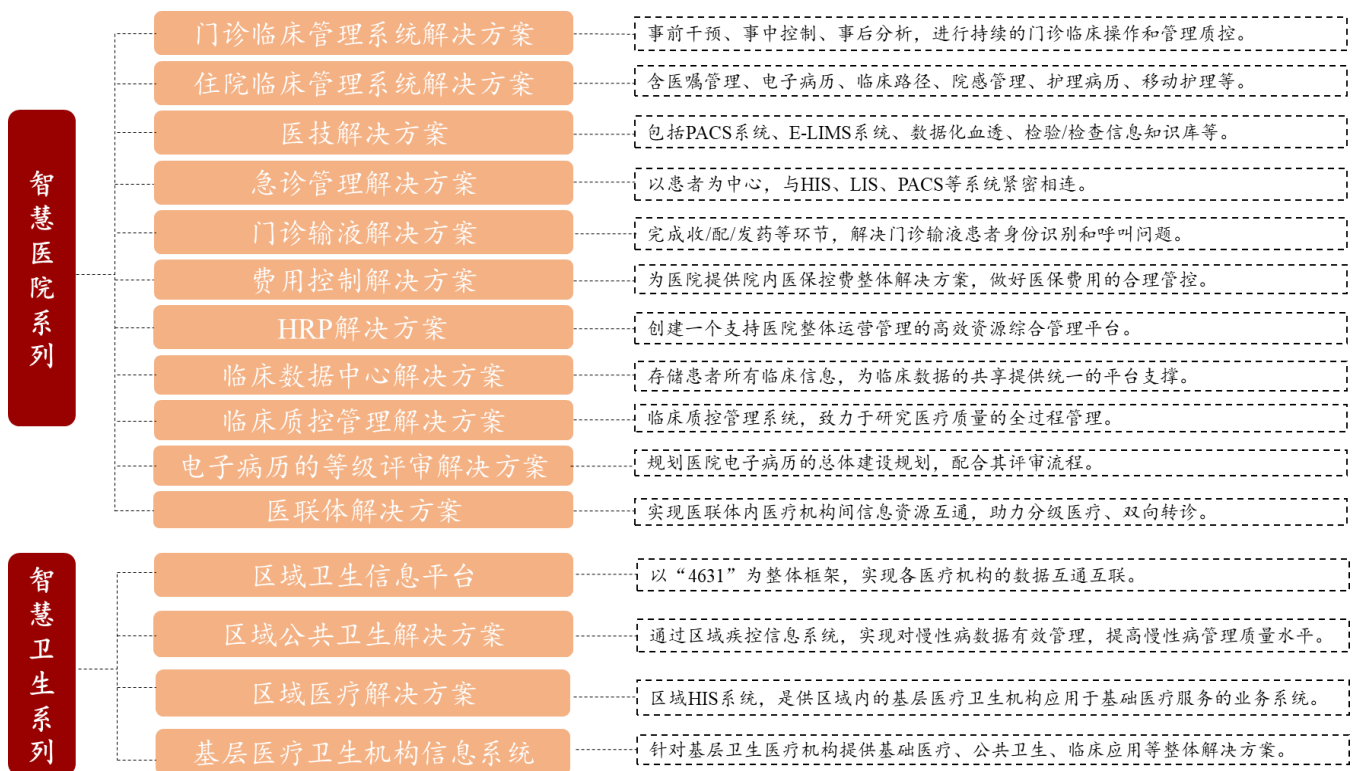 智慧医院系列
门诊临床管理系统解决方案
事前干预、事中控制、事后分析，进行持续的门诊临床操作和管理质控。
住院临床管理系统解决方案
含医嘱管理、电子病历、临床路径、院感管理、护理病历、移动护理等。
医技解决方案
包括PACS系统、E-LIMS系统、数据化血透、检验/检查信息知识库等。
急诊管理解决方案
以患者为中心，与HIS、LIS、PACS等系统紧密相连。
门诊输液解决方案
完成收/配/发药等环节，解决门诊输液患者身份识别和呼叫问题。
费用控制解决方案
为医院提供院内医保控费整体解决方案，做好医保费用的合理管控。
HRP解决方案
创建一个支持医院整体运营管理的高效资源综合管理平台。
临床数据中心解决方案
存储患者所有临床信息，为临床数据的共享提供统一的平台支撑。
临床质控管理解决方案
临床质控管理系统，致力于研究医疗质量的全过程管理。
电子病历的等级评审解决方案
规划医院电子病历的总体建设规划，配合其评审流程。
医联体解决方案
实现医联体内医疗机构间信息资源互通，助力分级医疗、双向转诊。
智慧卫生系列
区域卫生信息平台
以“4631”为整体框架，实现各医疗机构的数据互通互联。
区域公共卫生解决方案
通过区域疾控信息系统，实现对慢性病数据有效管理，提高慢性病管理质量水平。
区域医疗解决方案
区域HIS系统，是供区域内的基层医疗卫生机构应用于基础医疗服务的业务系统。
基层医疗卫生机构信息系统
针对基层卫生医疗机构提供基础医疗、公共卫生、临床应用等整体解决方案。